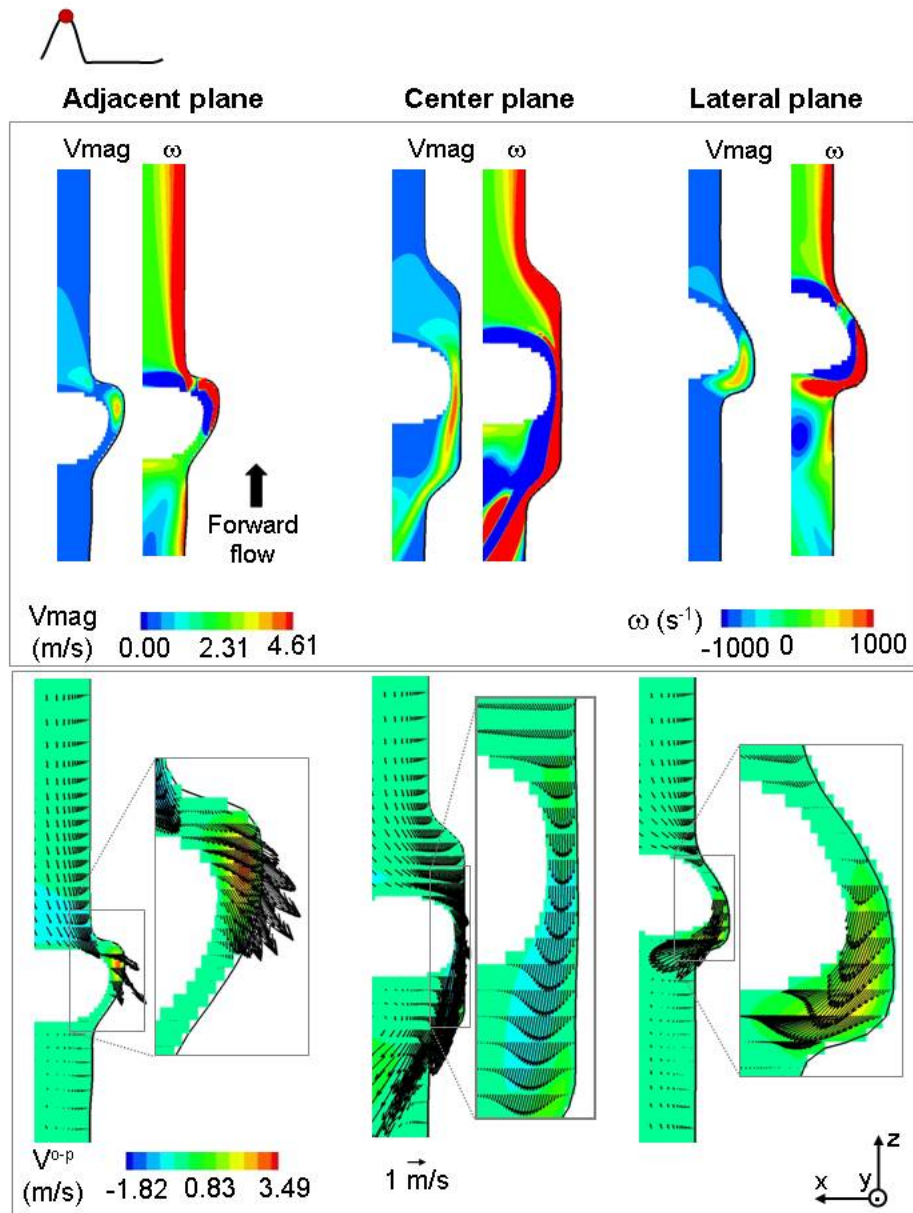 Adjacent plane Center plane Lateral plane
Vmag ω Vmag ω Vmag ω
Forward
flow
Vmag
(m/s) 0.00 2.31 4.61
ω (s⁻¹) -1000 0 1000
V^o-p
(m/s) -1.82 0.83 3.49
1 m/s
z
x y